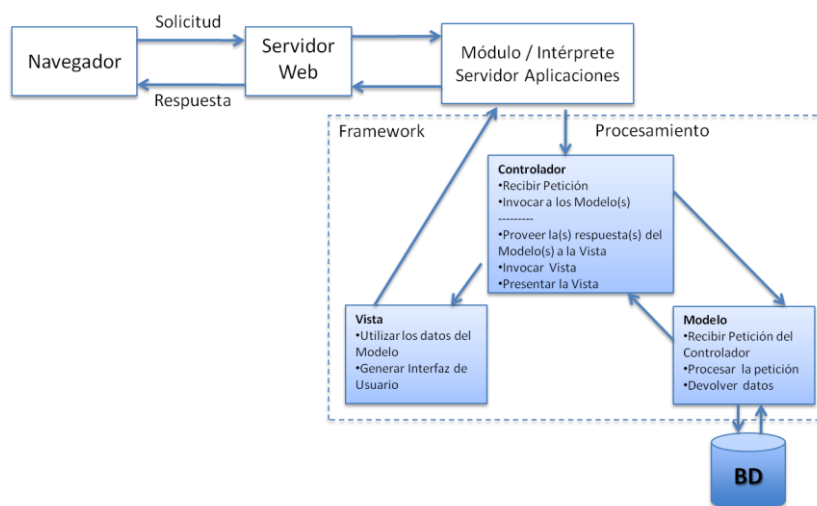 Solicitud
Navegador
Servidor
Web
Módulo / Intérprete
Servidor Aplicaciones
Respuesta
Framework
Procesamiento
Controlador
•Recibir Petición
•Invocar a los Modelo(s)
---------
•Proveer la(s) respuesta(s) del
Modelo(s) a la Vista
•Invocar Vista
•Presentar la Vista
Vista
•Utilizar los datos del
Modelo
•Generar Interfaz de
Usuario
Modelo
•Recibir Petición del
Controlador
•Procesar la petición
•Devolver datos
BD